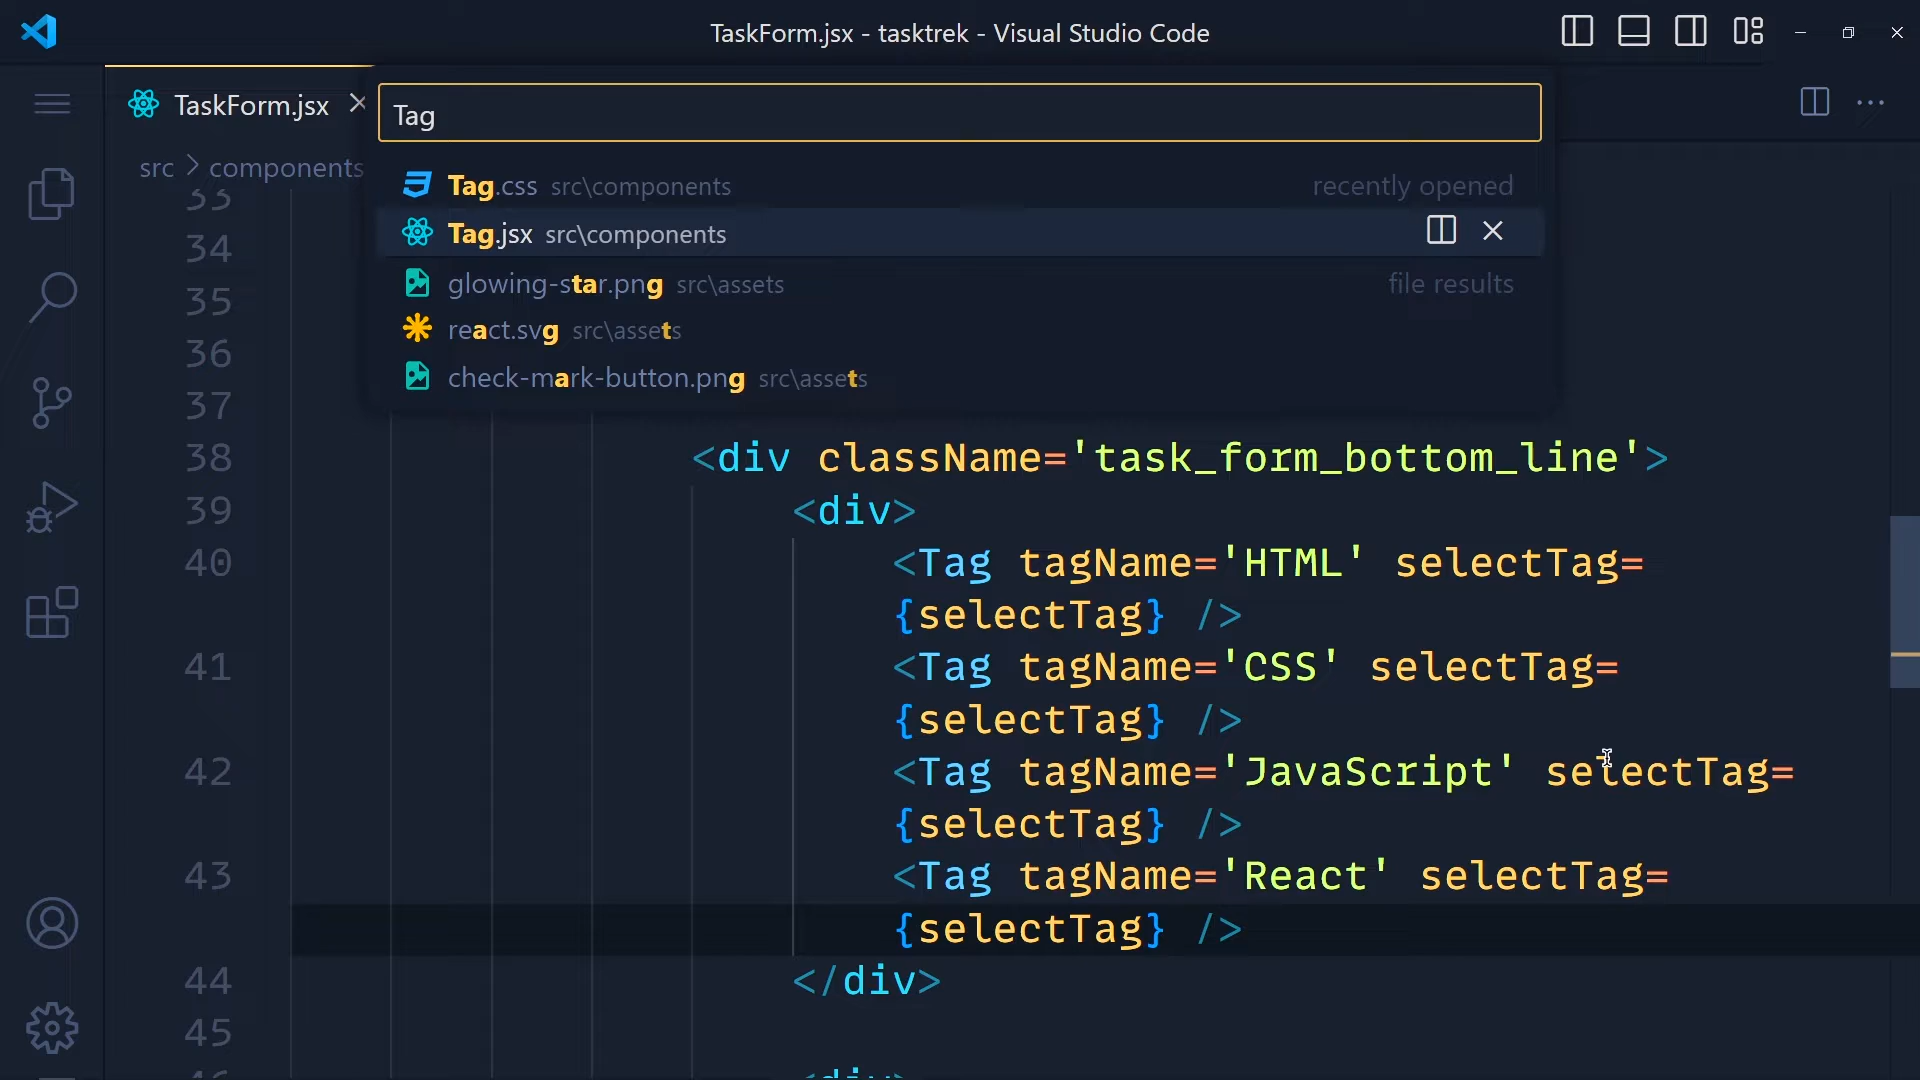 TaskForm.jsx - tasktrek - Visual Studio Code
TaskForm.jsx
Tag
src > components
Tag.css src\components recently opened
Tag.jsx src\components
glowing-star.png src\assets file results
react.svg src\assets
check-mark-button.png src\assets
33
34
35
36
37
38 <div className='task_form_bottom_line'>
39 <div>
40 <Tag tagName='HTML' selectTag=
{selectTag} />
41 <Tag tagName='CSS' selectTag=
{selectTag} />
42 <Tag tagName='JavaScript' selectTag=
{selectTag} />
43 <Tag tagName='React' selectTag=
{selectTag} />
44 </div>
45
46 <div>